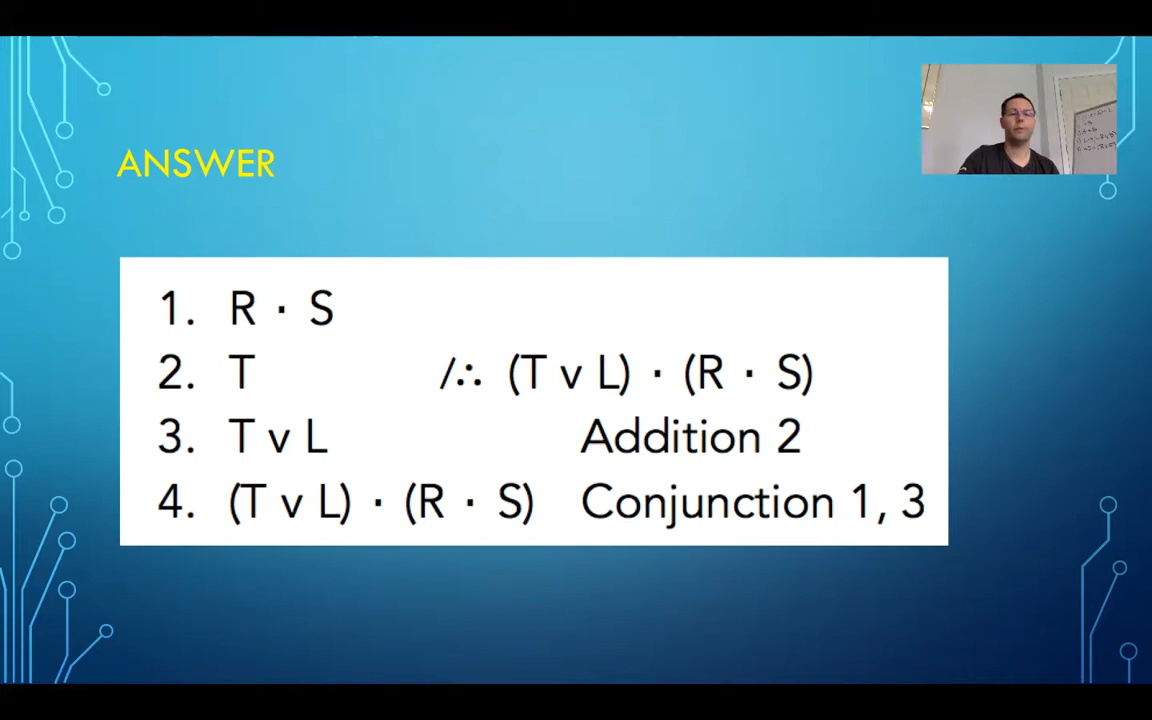 ANSWER
1. R · S
2. T /∴ (T v L) · (R · S)
3. T v L Addition 2
4. (T v L) · (R · S) Conjunction 1, 3